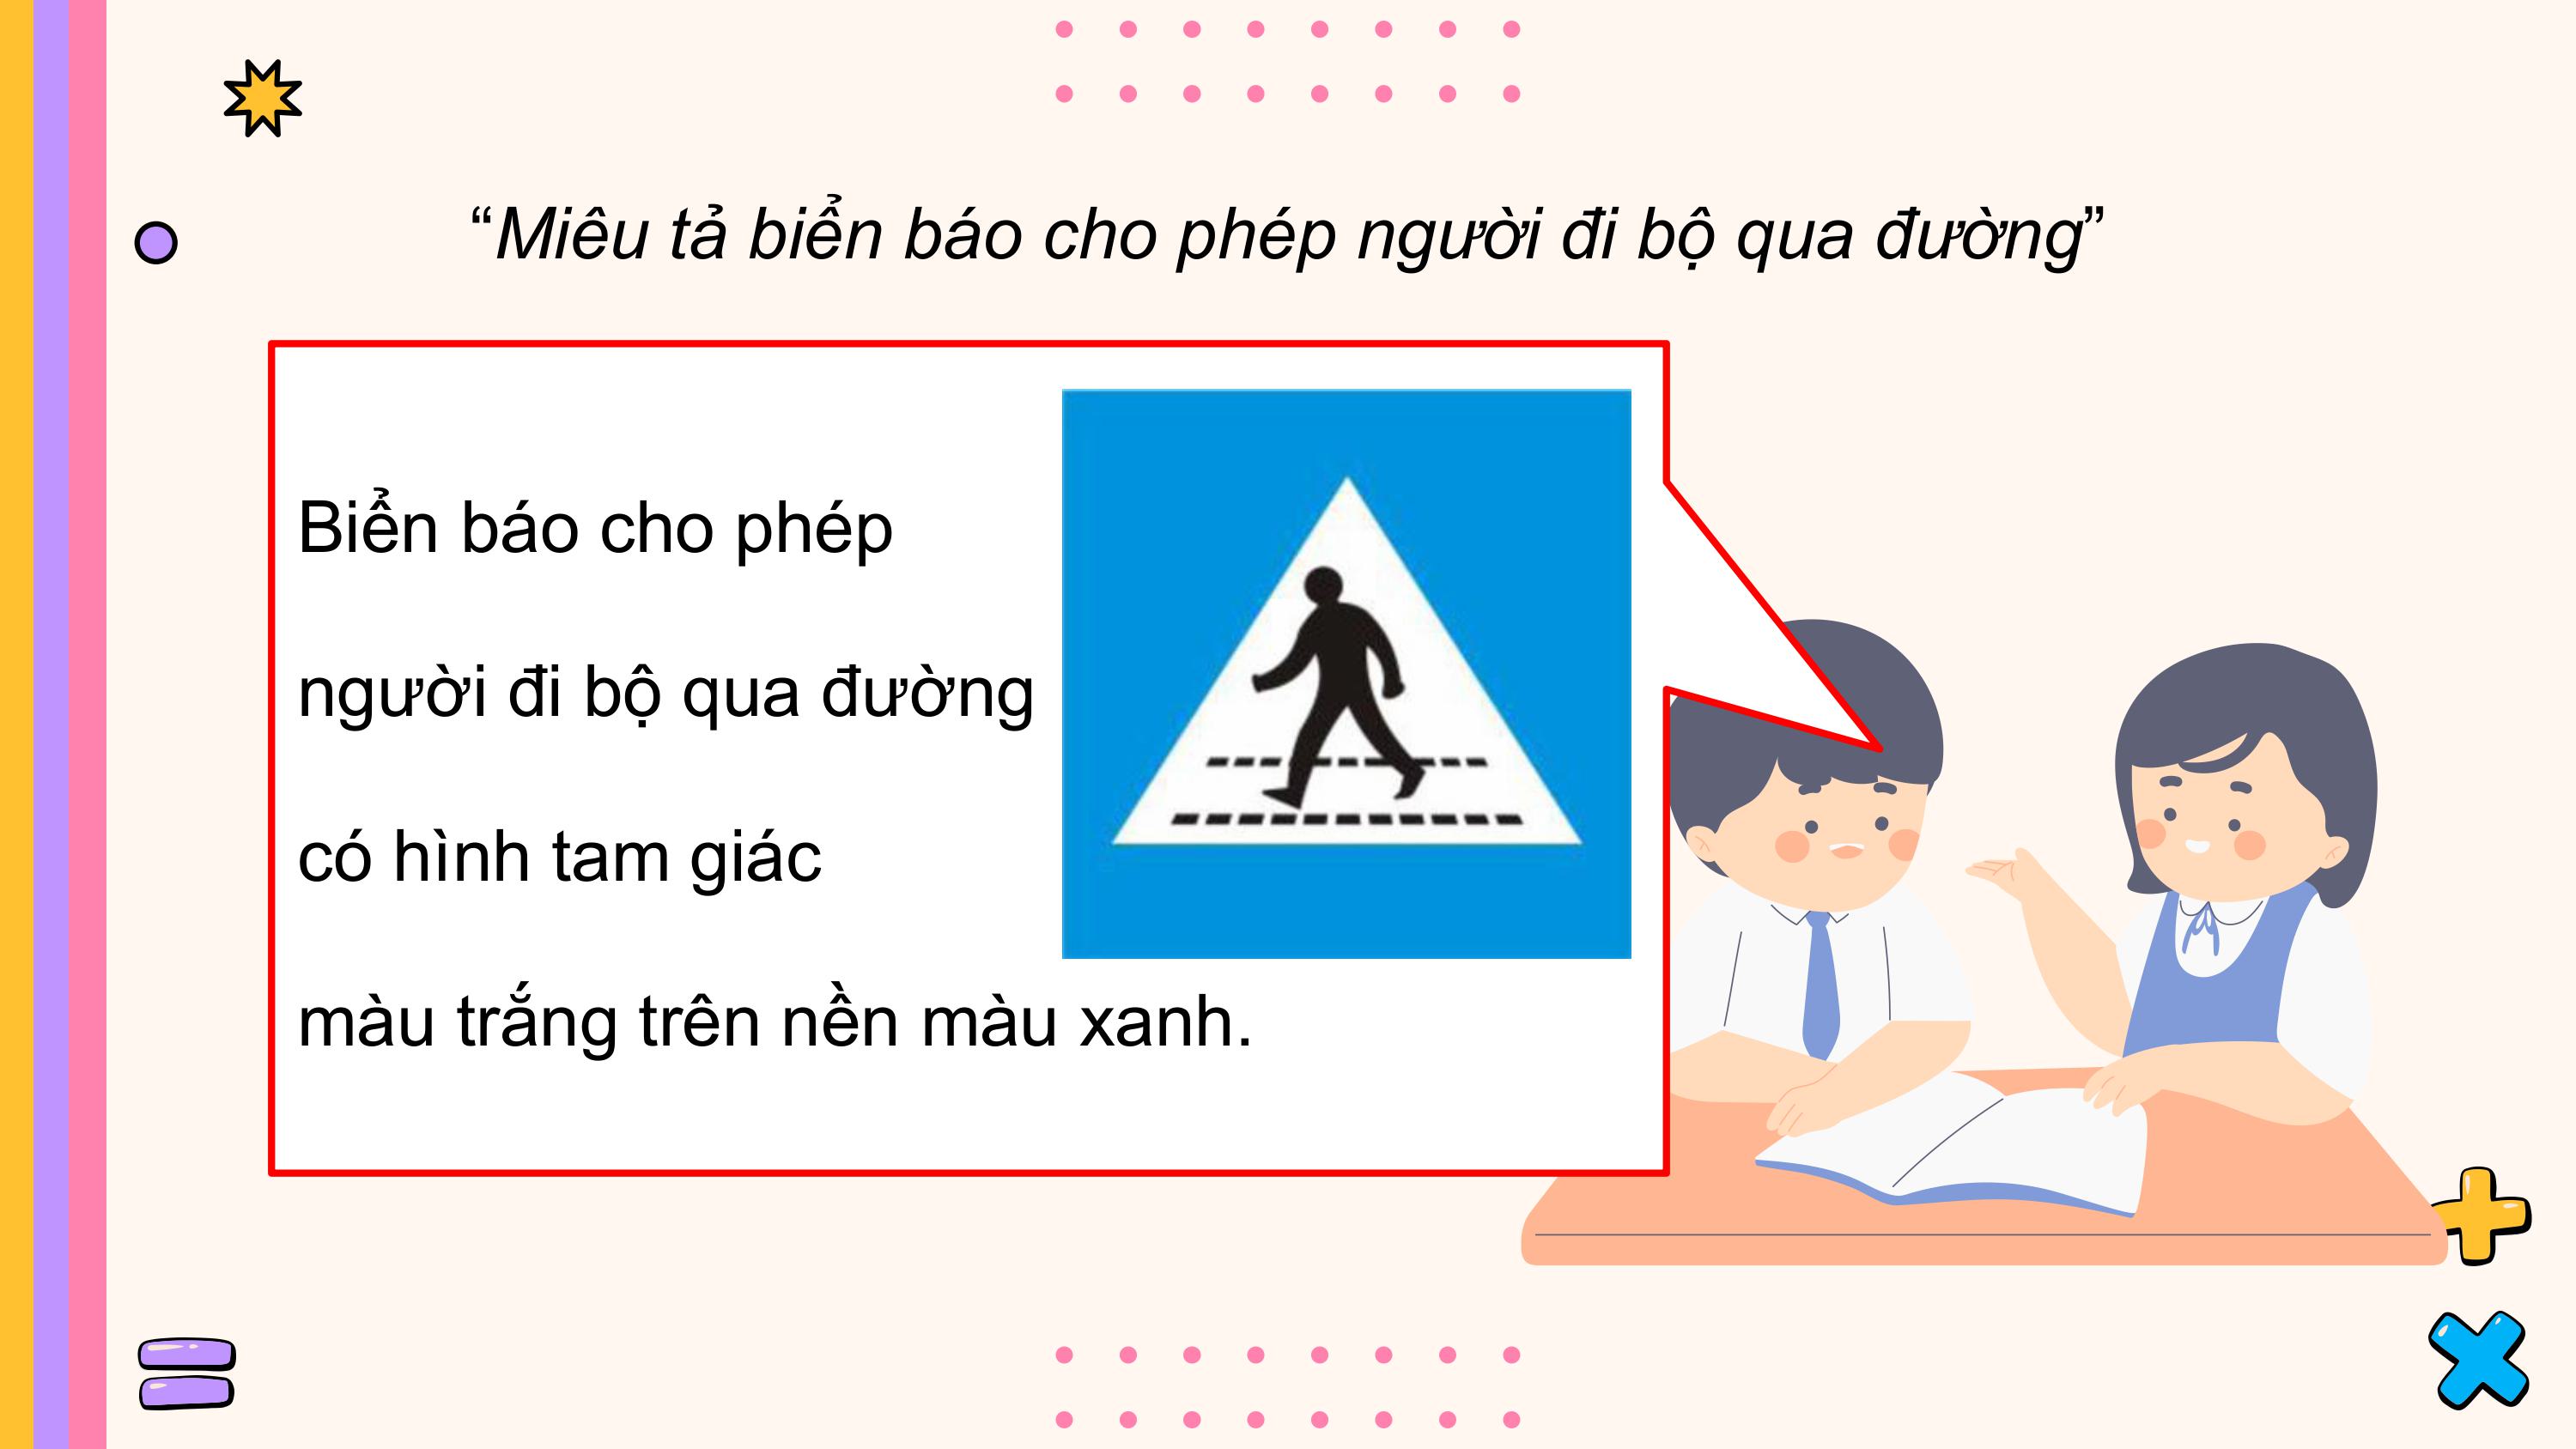 “Miêu tả biển báo cho phép người đi bộ qua đường”
Biển báo cho phép
người đi bộ qua đường
có hình tam giác
màu trắng trên nền màu xanh.